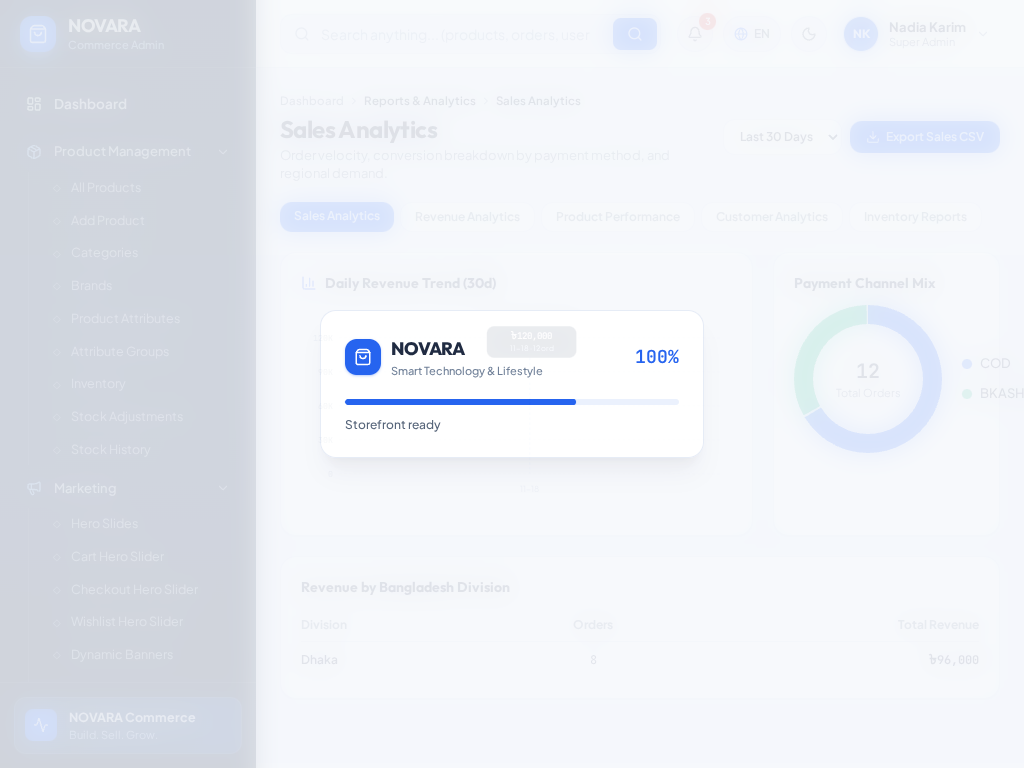 NOVARA
Commerce Admin
Dashboard
Product Management
All Products
Add Product
Categories
Brands
Product Attributes
Attribute Groups
Inventory
Stock Adjustments
Stock History
Marketing
Hero Slides
Cart Hero Slider
Checkout Hero Slider
Wishlist Hero Slider
Dynamic Banners
NOVARA Commerce
Build. Sell. Grow.
Search anything... (products, orders, user
EN
NK
Nadia Karim
Super Admin
Dashboard
Reports & Analytics
Sales Analytics
Sales Analytics
Order velocity, conversion breakdown by payment method, and
regional demand.
Last 30 Days
Export Sales CSV
Sales Analytics
Revenue Analytics
Product Performance
Customer Analytics
Inventory Reports
Daily Revenue Trend (30d)
৳120,800
NOVARA
Smart Technology & Lifestyle
100%
Storefront ready
Payment Channel Mix
12
Total Orders
COD
BKASH
Revenue by Bangladesh Division
Division Orders Total Revenue
Dhaka 8 ৳96,000